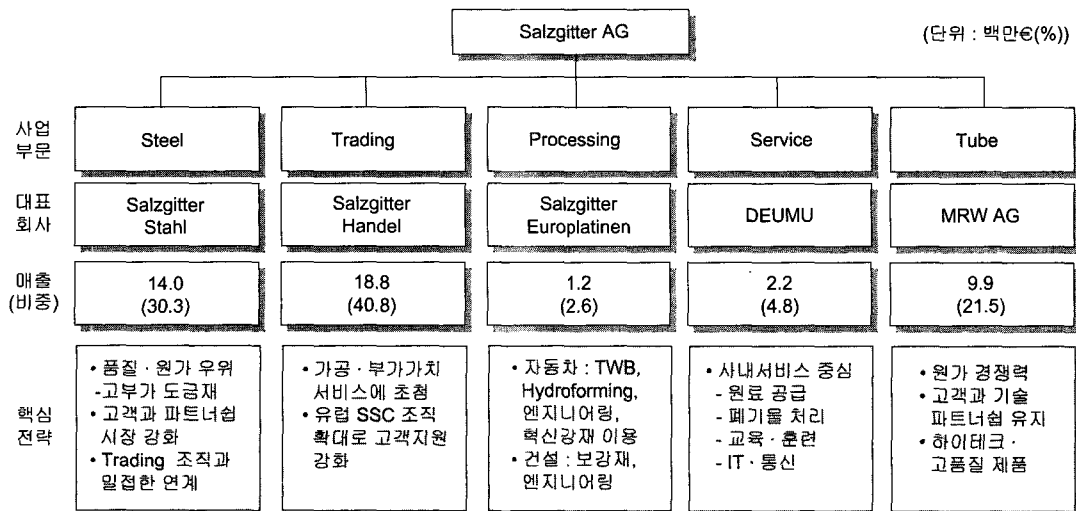 Salzgitter AG
(단위 : 백만€(%))
사업
부문
Steel
Trading
Processing
Service
Tube
대표
회사
Salzgitter
Stahl
Salzgitter
Handel
Salzgitter
Europlatinen
DEUMU
MRW AG
매출
(비중)
14.0
(30.3)
18.8
(40.8)
1.2
(2.6)
2.2
(4.8)
9.9
(21.5)
핵심
전략
• 품질 · 원가 우위
-고부가 도금재
• 고객과 파트너쉽
시장 강화
• Trading 조직과
밀접한 연계
• 가공 · 부가가치
서비스에 초첨
• 유럽 SSC 조직
확대로 고객지원
강화
• 자동차 : TWB,
Hydroforming,
엔지니어링,
혁신강재 이용
• 건설 : 보강재,
엔지니어링
• 사내서비스 중심
- 원료 공급
- 폐기물 처리
- 교육 · 훈련
- IT · 통신
• 원가 경쟁력
• 고객과 기술
파트너쉽 유지
• 하이테크 ·
고품질 제품